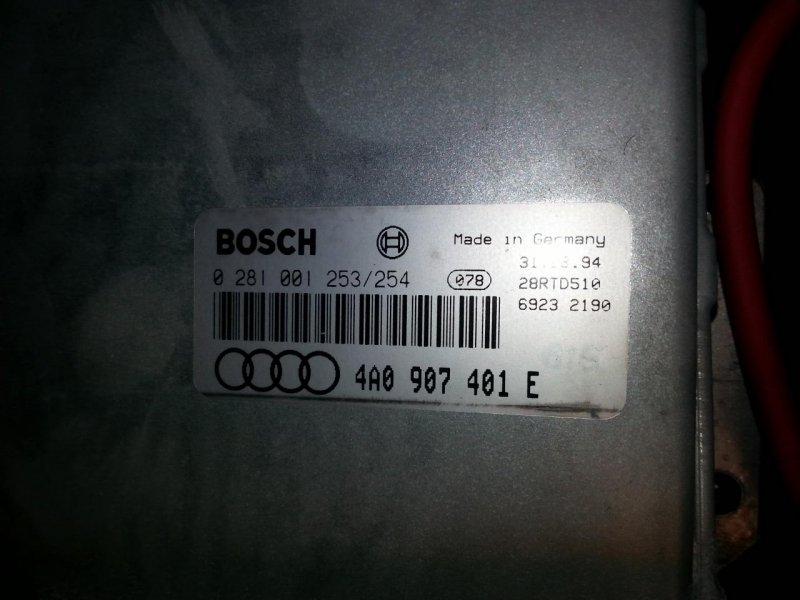 BOSCH
Made in Germany
0 281 001 253/254
078
28RTD510
6923 2190
4A0 907 401 E